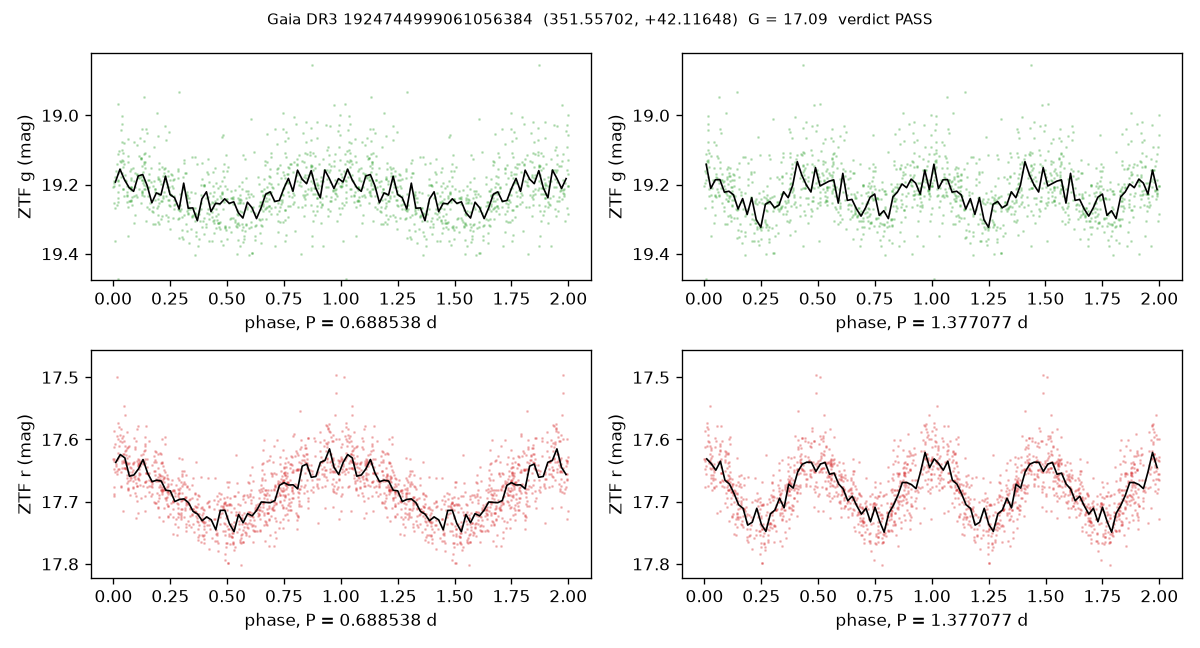 Gaia DR3 1924744999061056384  (351.55702, +42.11648)  G = 17.09  verdict PASS
ZTF g (mag)
19.0
19.2
19.4
0.00 0.25 0.50 0.75 1.00 1.25 1.50 1.75 2.00
phase, P = 0.688538 d
ZTF g (mag)
19.0
19.2
19.4
0.00 0.25 0.50 0.75 1.00 1.25 1.50 1.75 2.00
phase, P = 1.377077 d
ZTF r (mag)
17.5
17.6
17.7
17.8
0.00 0.25 0.50 0.75 1.00 1.25 1.50 1.75 2.00
phase, P = 0.688538 d
ZTF r (mag)
17.5
17.6
17.7
17.8
0.00 0.25 0.50 0.75 1.00 1.25 1.50 1.75 2.00
phase, P = 1.377077 d